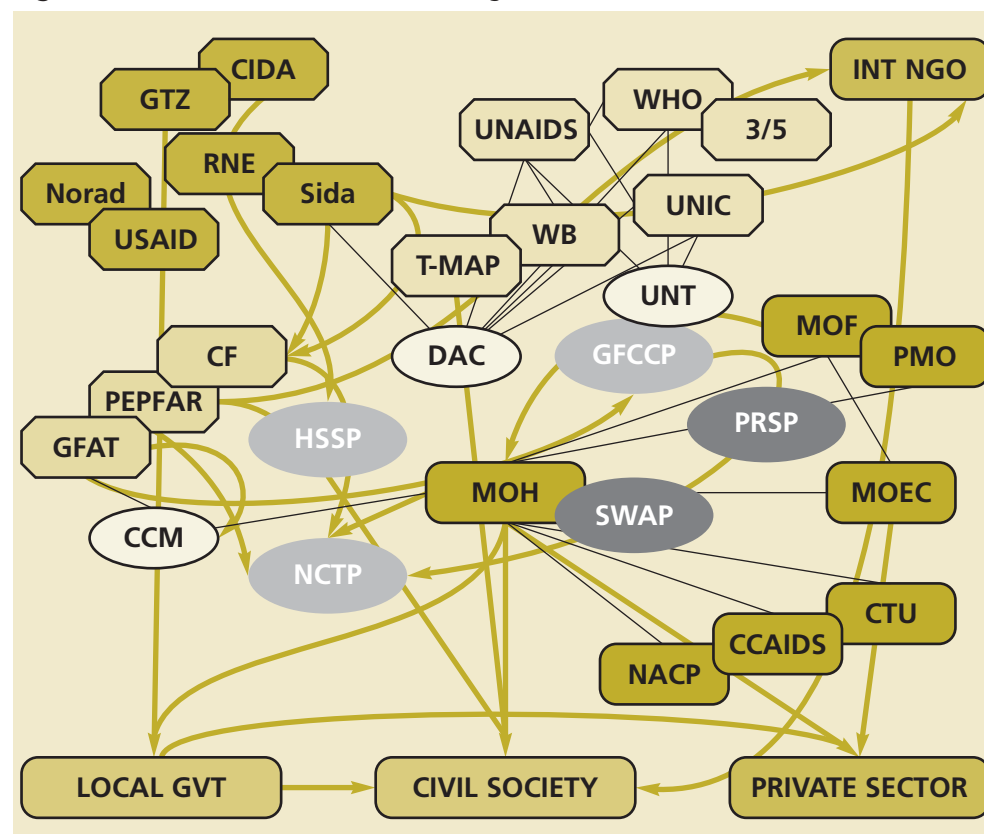 CIDA
INT NGO
GTZ
WHO
3/5
UNAIDS
RNE
Norad
Sida
UNIC
USAID
WB
T-MAP
UNT
MOF
CF
DAC
GFCCP
PMO
PEPFAR
HSSP
PRSP
GFAT
MOH
MOEC
SWAP
CCM
NCTP
CTU
CCAIDS
NACP
LOCAL GVT
CIVIL SOCIETY
PRIVATE SECTOR